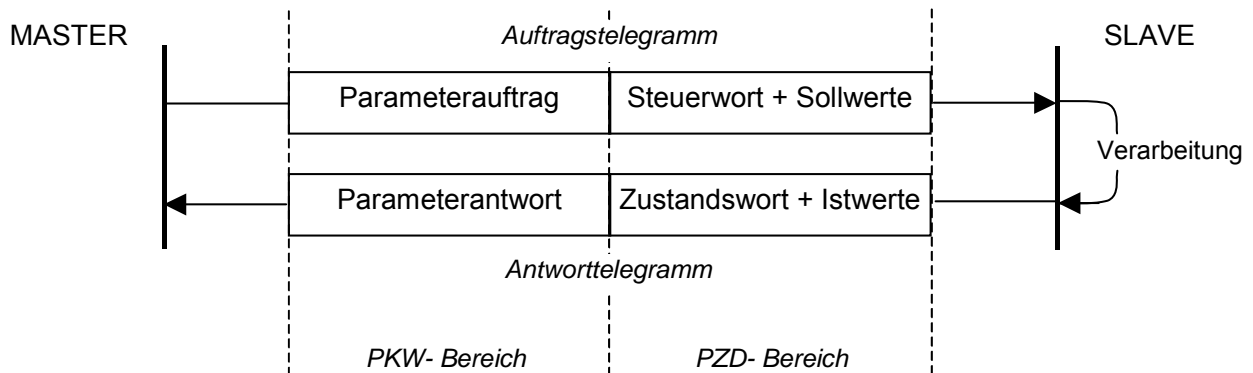 MASTER
Auftragstelegramm
SLAVE
Parameterauftrag
Steuerwort + Sollwerte
Verarbeitung
Parameterantwort
Zustandswort + Istwerte
Antworttelegramm
PKW- Bereich
PZD- Bereich